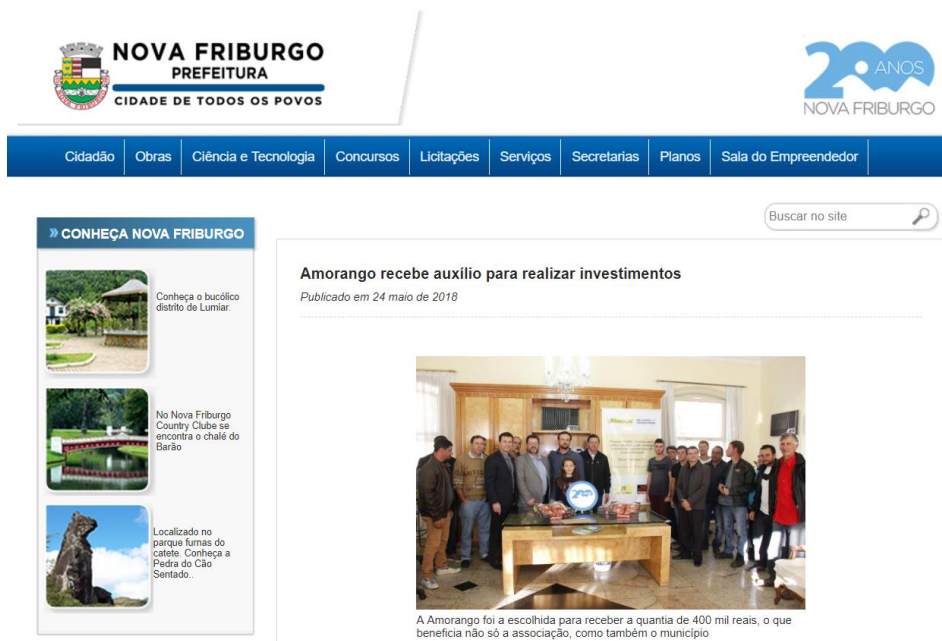 NOVA FRIBURGO
PREFEITURA
CIDADE DE TODOS OS POVOS
200 ANOS
NOVA FRIBURGO
Cidadão
Obras
Ciência e Tecnologia
Concursos
Licitações
Serviços
Secretarias
Planos
Sala do Empreendedor
Buscar no site
» CONHEÇA NOVA FRIBURGO
Conheça o bucólico
distrito de Lumiar.
No Nova Friburgo
Country Clube se
encontra o chalé do
Barão
Localizado no
parque furnas do
catete. Conheça a
Pedra do Cão
Sentado..
Amorango recebe auxílio para realizar investimentos
Publicado em 24 maio de 2018
A Amorango foi a escolhida para receber a quantia de 400 mil reais, o que
beneficia não só a associação, como também o município